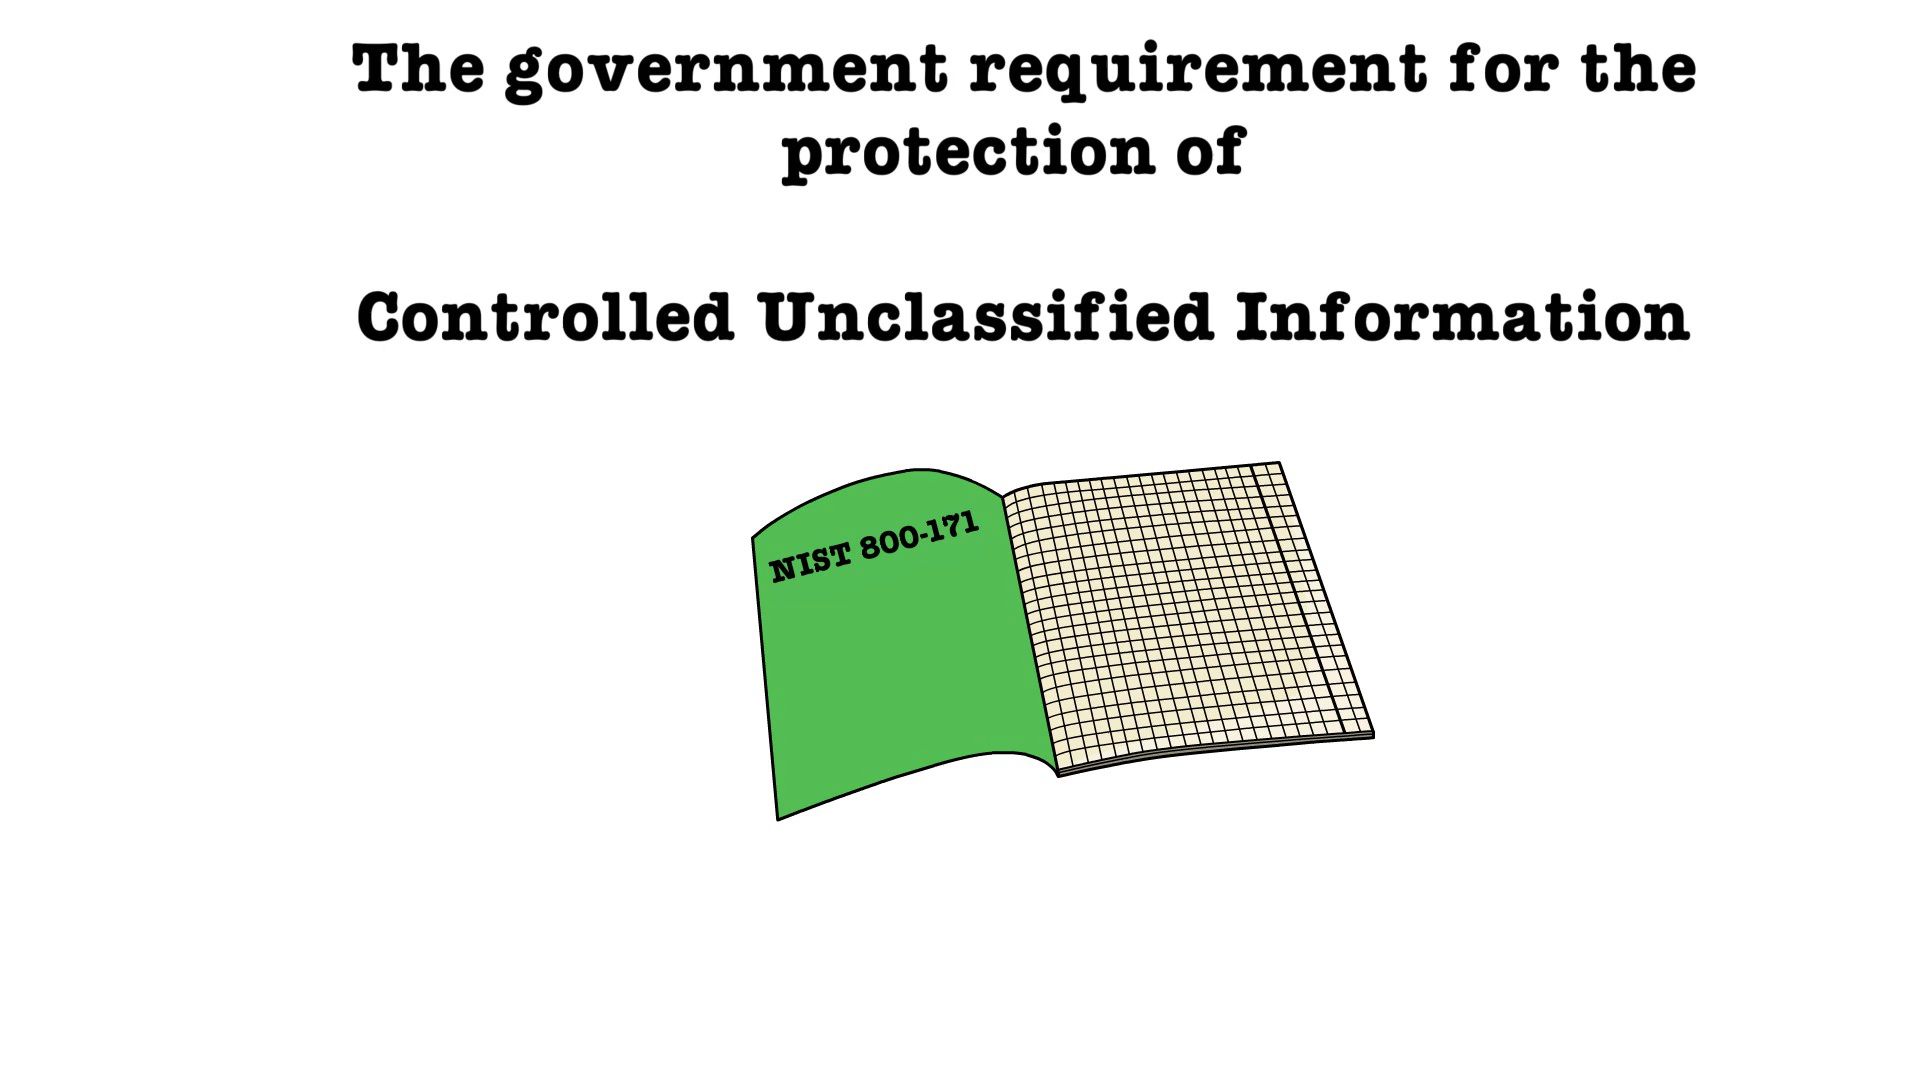 The government requirement for the
protection of
Controlled Unclassified Information
NIST 800-171